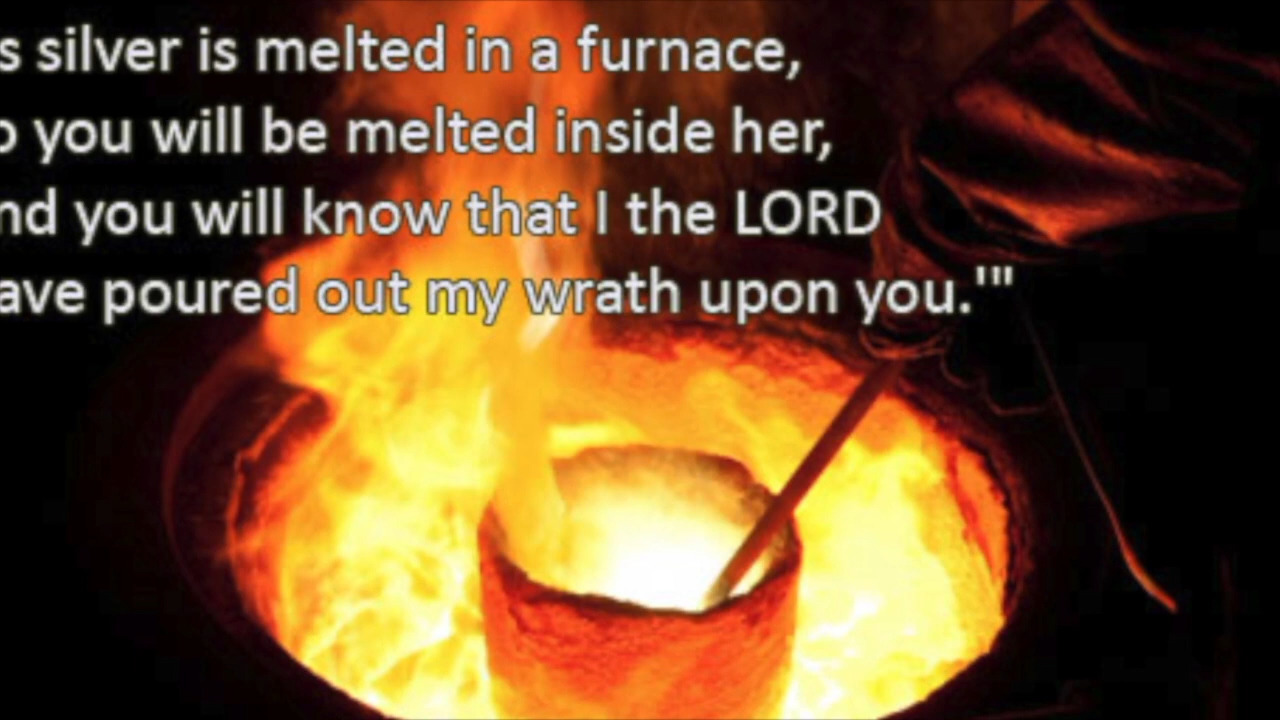 s silver is melted in a furnace,
o you will be melted inside her,
nd you will know that I the LORD
ave poured out my wrath upon you.'"